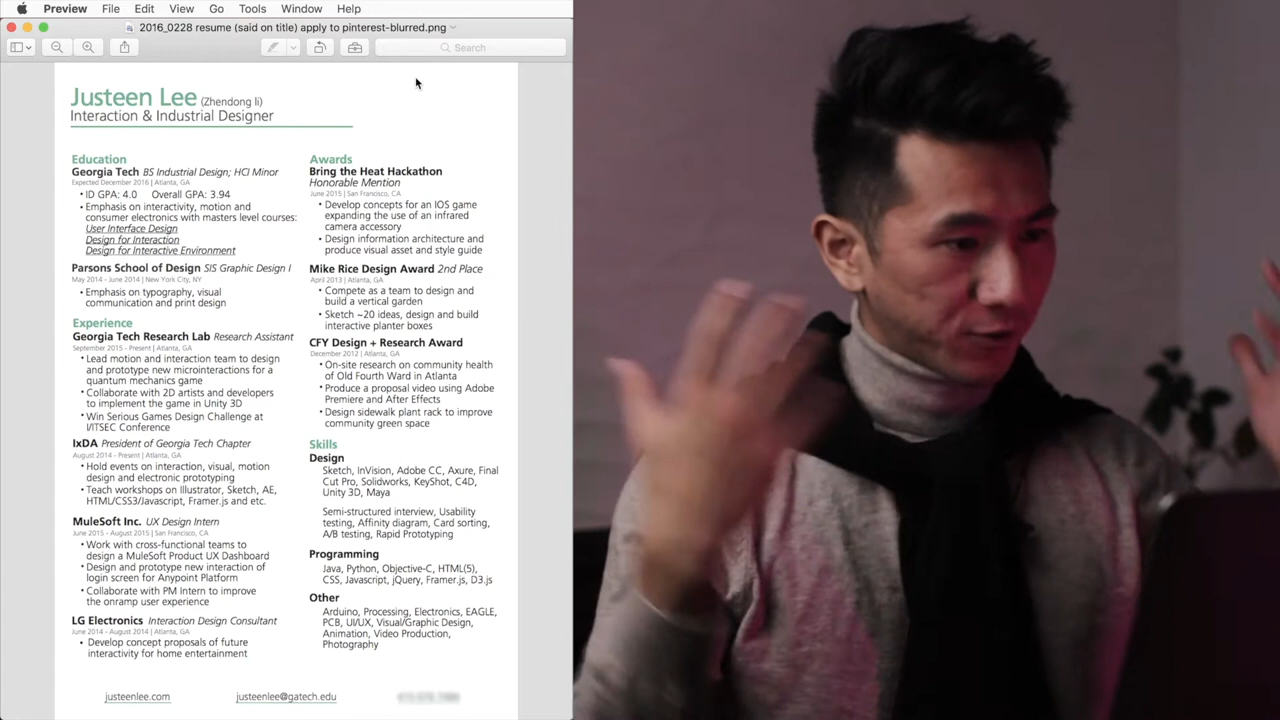 Preview File Edit View Go Tools Window Help
2016_0228 resume (said on title) apply to pinterest-blurred.png
Search
Justeen Lee (Zhendong li)
Interaction & Industrial Designer
Education
Georgia Tech BS Industrial Design; HCI Minor
Expected December 2016 | Atlanta, GA
• ID GPA: 4.0 Overall GPA: 3.94
• Emphasis on interactivity, motion and
consumer electronics with masters level courses:
User Interface Design
Design for Interaction
Design for Interactive Environment
Parsons School of Design SIS Graphic Design I
May 2014 - June 2014 | New York City, NY
• Emphasis on typography, visual
communication and print design
Experience
Georgia Tech Research Lab Research Assistant
September 2015 - Present | Atlanta, GA
• Lead motion and interaction team to design
and prototype new microinteractions for a
quantum mechanics game
• Collaborate with 2D artists and developers
to implement the game in Unity 3D
• Win Serious Games Design Challenge at
I/ITSEC Conference
IxDA President of Georgia Tech Chapter
August 2014 - Present | Atlanta, GA
• Hold events on interaction, visual, motion
design and electronic prototyping
• Teach workshops on Illustrator, Sketch, AE,
HTML/CSS3/Javascript, Framer.js and etc.
MuleSoft Inc. UX Design Intern
June 2015 - August 2015 | San Francisco, CA
• Work with cross-functional teams to
design a MuleSoft Product UX Dashboard
• Design and prototype new interaction of
login screen for Anypoint Platform
• Collaborate with PM Intern to improve
the onramp user experience
LG Electronics Interaction Design Consultant
June 2014 - August 2014 | Atlanta, GA
• Develop concept proposals of future
interactivity for home entertainment
Awards
Bring the Heat Hackathon
Honorable Mention
June 2015 | San Francisco, CA
• Develop concepts for an IOS game
expanding the use of an infrared
camera accessory
• Design information architecture and
produce visual asset and style guide
Mike Rice Design Award 2nd Place
April 2013 | Atlanta, GA
• Compete as a team to design and
build a vertical garden
• Sketch ~20 ideas, design and build
interactive planter boxes
CFY Design + Research Award
December 2012 | Atlanta, GA
• On-site research on community health
of Old Fourth Ward in Atlanta
• Produce a proposal video using Adobe
Premiere and After Effects
• Design sidewalk plant rack to improve
community green space
Skills
Design
Sketch, InVision, Adobe CC, Axure, Final
Cut Pro, Solidworks, KeyShot, C4D,
Unity 3D, Maya
Semi-structured interview, Usability
testing, Affinity diagram, Card sorting,
A/B testing, Rapid Prototyping
Programming
Java, Python, Objective-C, HTML(5),
CSS, Javascript, jQuery, Framer.js, D3.js
Other
Arduino, Processing, Electronics, EAGLE,
PCB, UI/UX, Visual/Graphic Design,
Animation, Video Production,
Photography
justeenlee.com justeenlee@gatech.edu